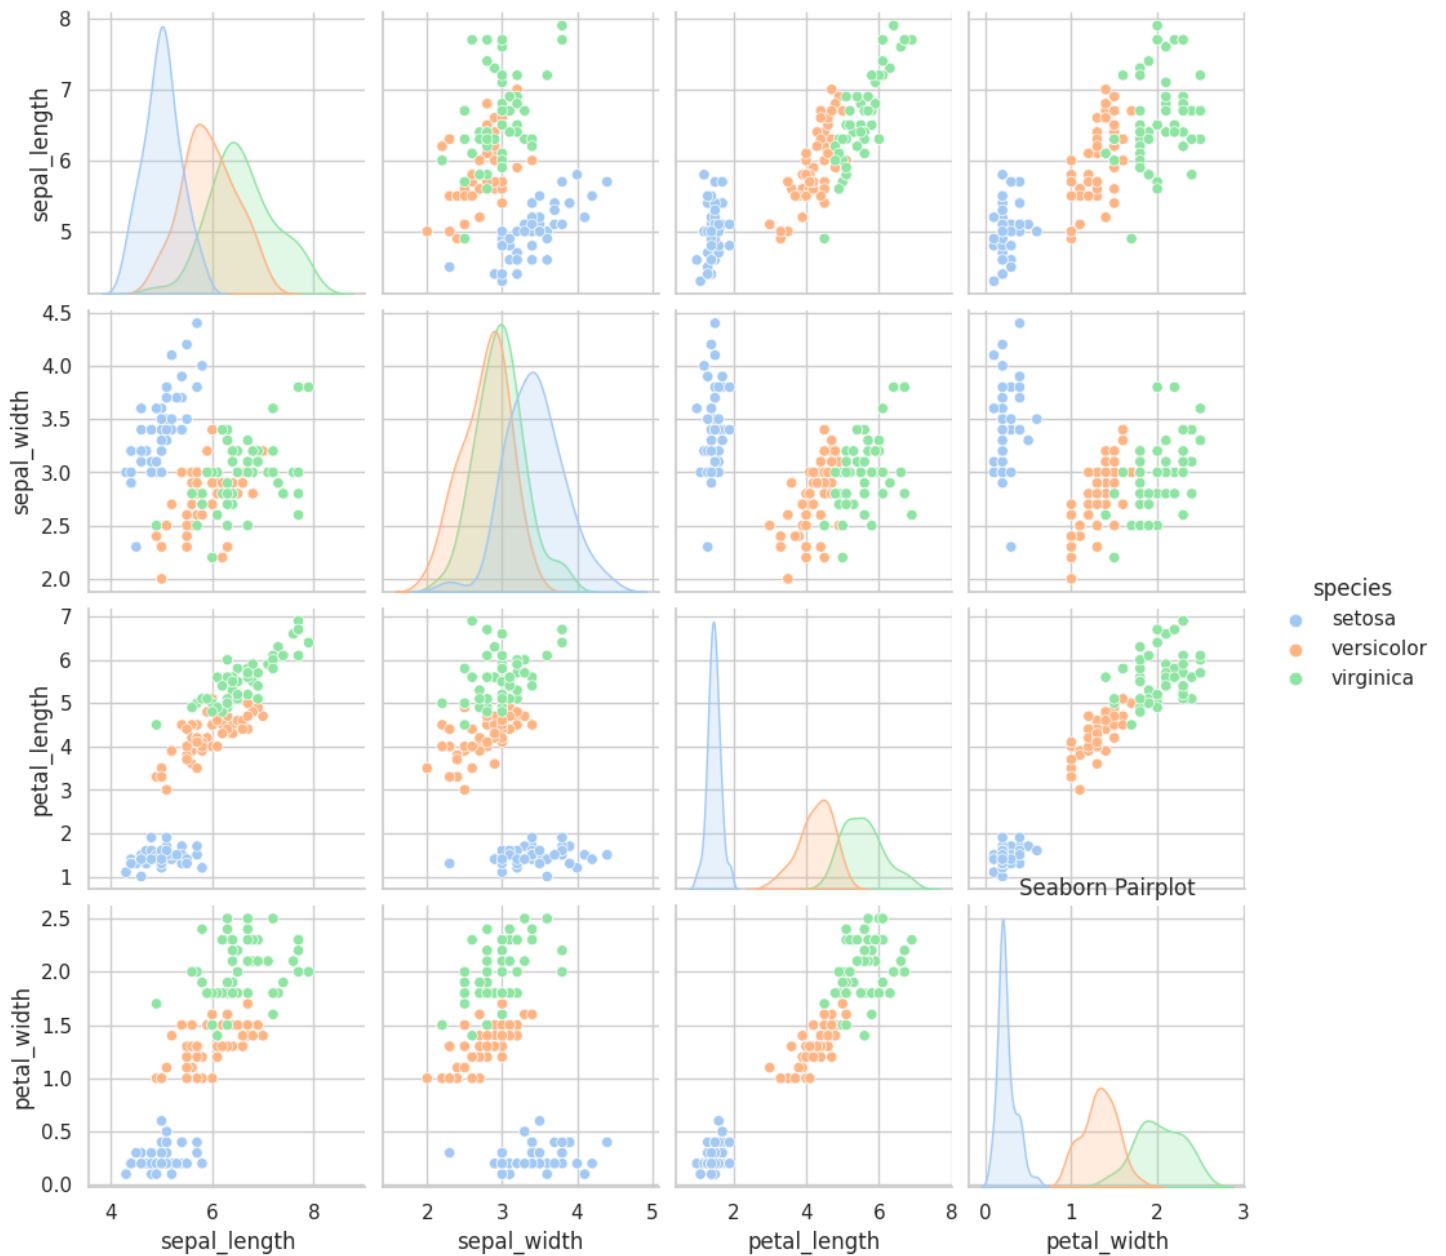 8
7
6
5
sepal_length
4.5
4.0
3.5
3.0
2.5
2.0
sepal_width
species
setosa
versicolor
virginica
7
6
5
4
3
2
1
petal_length
Seaborn Pairplot
2.5
2.0
1.5
1.0
0.5
0.0
petal_width
4 6 8 2 3 4 5 2 4 6 8 0 1 2 3
sepal_length sepal_width petal_length petal_width